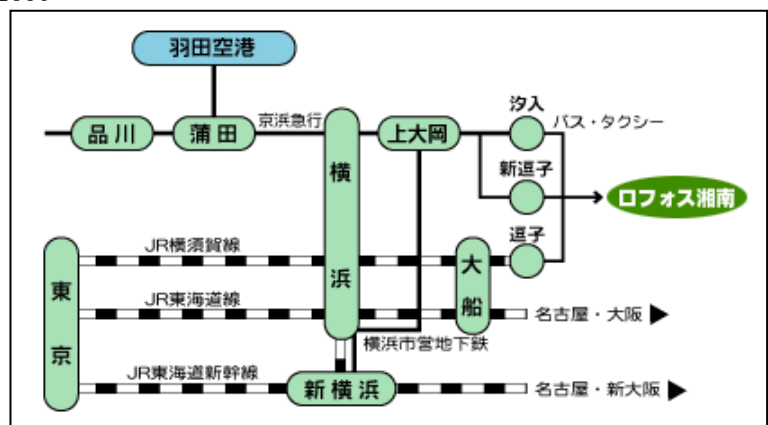 羽田空港
品川
蒲田
京浜急行
横浜
上大岡
汐入
バス・タクシー
新逗子
ロフォス湘南
逗子
東京
JR横須賀線
大船
JR東海道線
名古屋・大阪
横浜市営地下鉄
JR東海道新幹線
新横浜
名古屋・新大阪